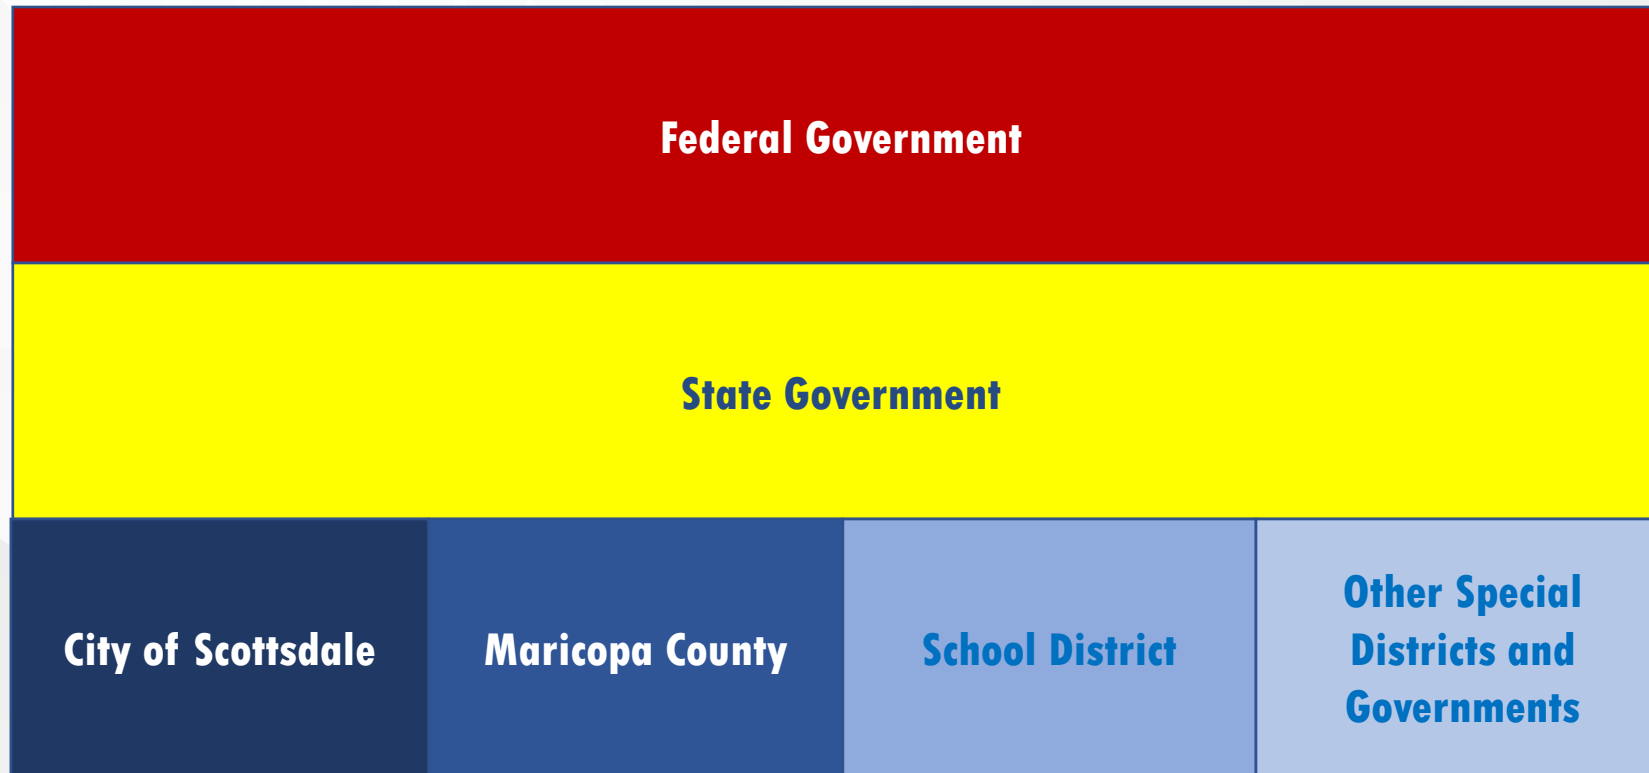 Federal Government
State Government
City of Scottsdale
Maricopa County
School District
Other Special
Districts and
Governments